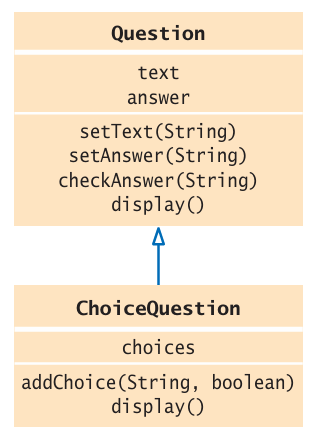 Question
text
answer
setText(String)
setAnswer(String)
checkAnswer(String)
display()
ChoiceQuestion
choices
addChoice(String, boolean)
display()